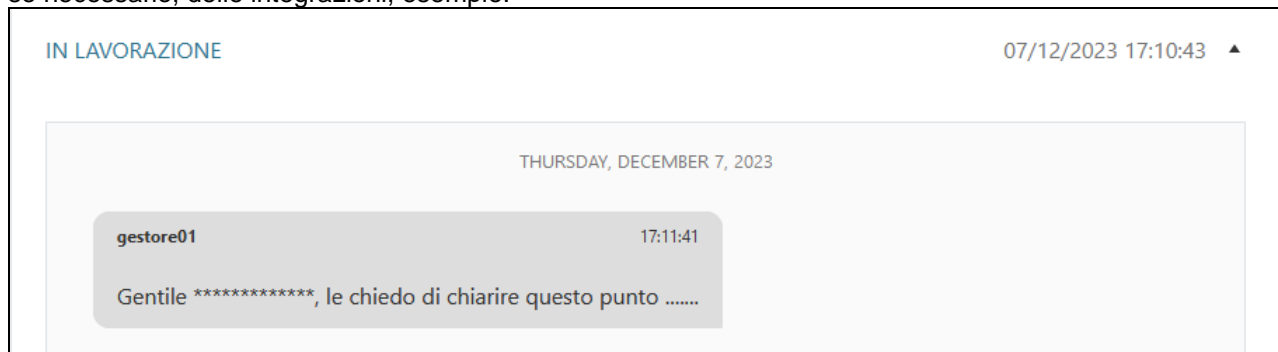 se necessario, delle integrazioni, esempio:
IN LAVORAZIONE 07/12/2023 17:10:43 ▲
THURSDAY, DECEMBER 7, 2023
gestore01 17:11:41
Gentile *************, le chiedo di chiarire questo punto .......